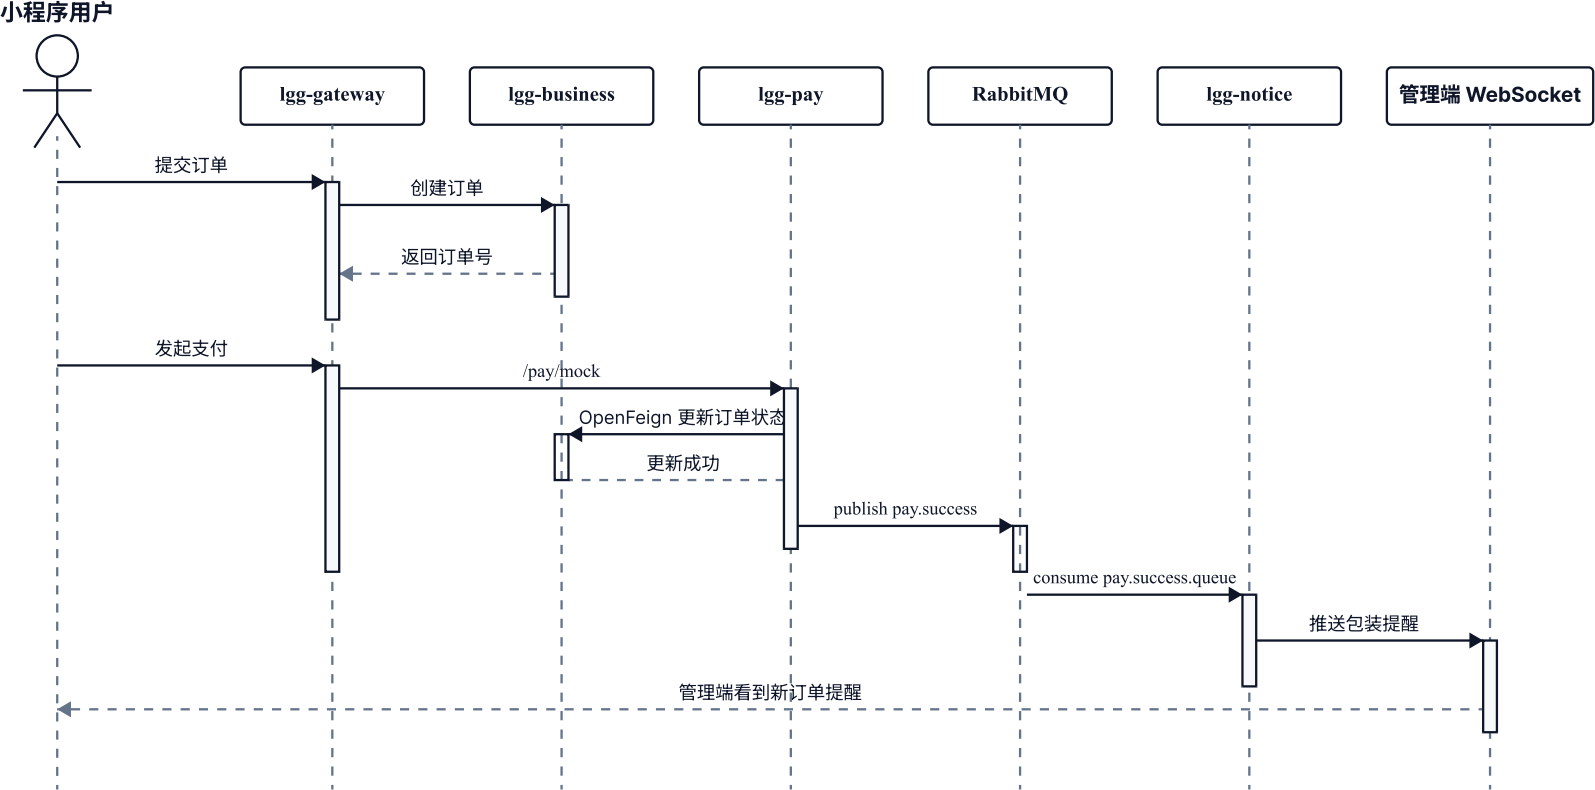 小程序用户
lgg-gateway
lgg-business
lgg-pay
RabbitMQ
lgg-notice
管理端 WebSocket
提交订单
创建订单
返回订单号
发起支付
/pay/mock
OpenFeign 更新订单状态
更新成功
publish pay.success
consume pay.success.queue
推送包装提醒
管理端看到新订单提醒